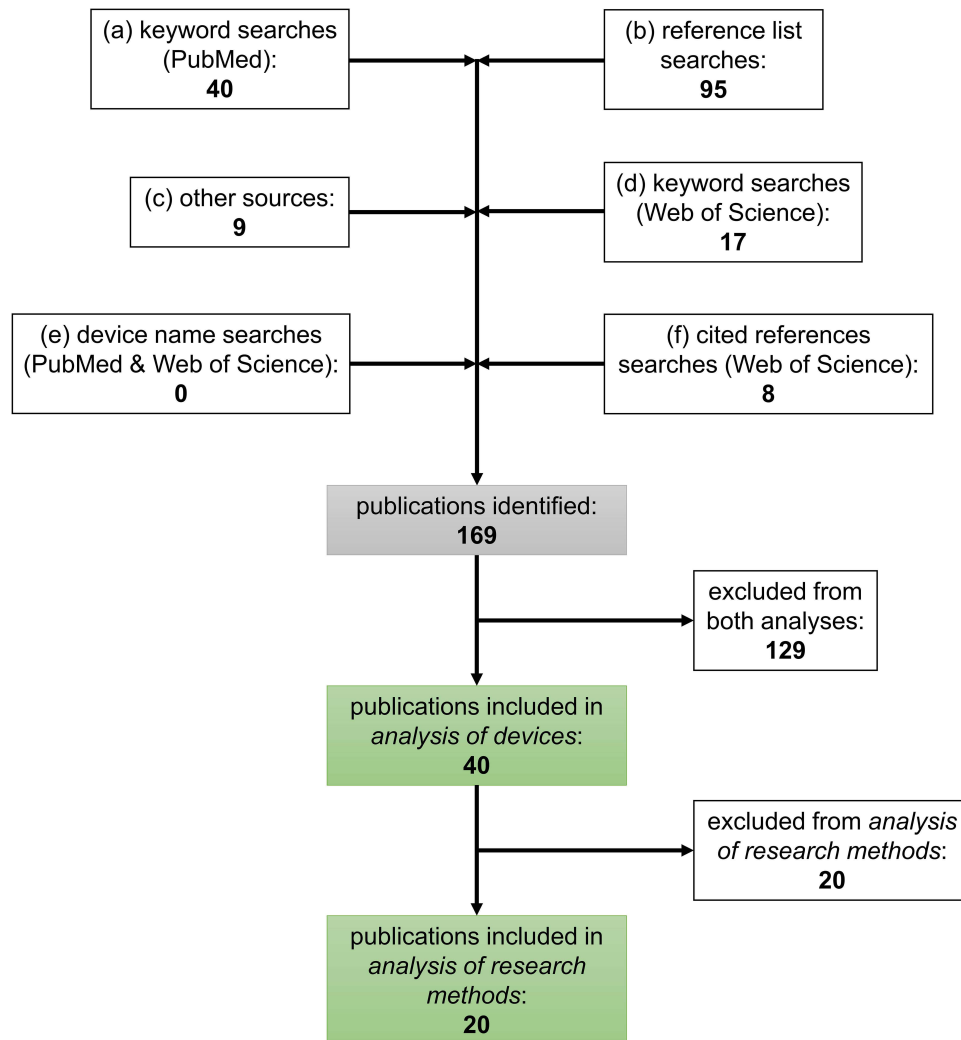 (a) keyword searches
(PubMed):
40
(b) reference list
searches:
95
(c) other sources:
9
(d) keyword searches
(Web of Science):
17
(e) device name searches
(PubMed & Web of Science):
0
(f) cited references
searches (Web of Science):
8
publications identified:
169
excluded from
both analyses:
129
publications included in
analysis of devices:
40
excluded from analysis
of research methods:
20
publications included in
analysis of research
methods:
20